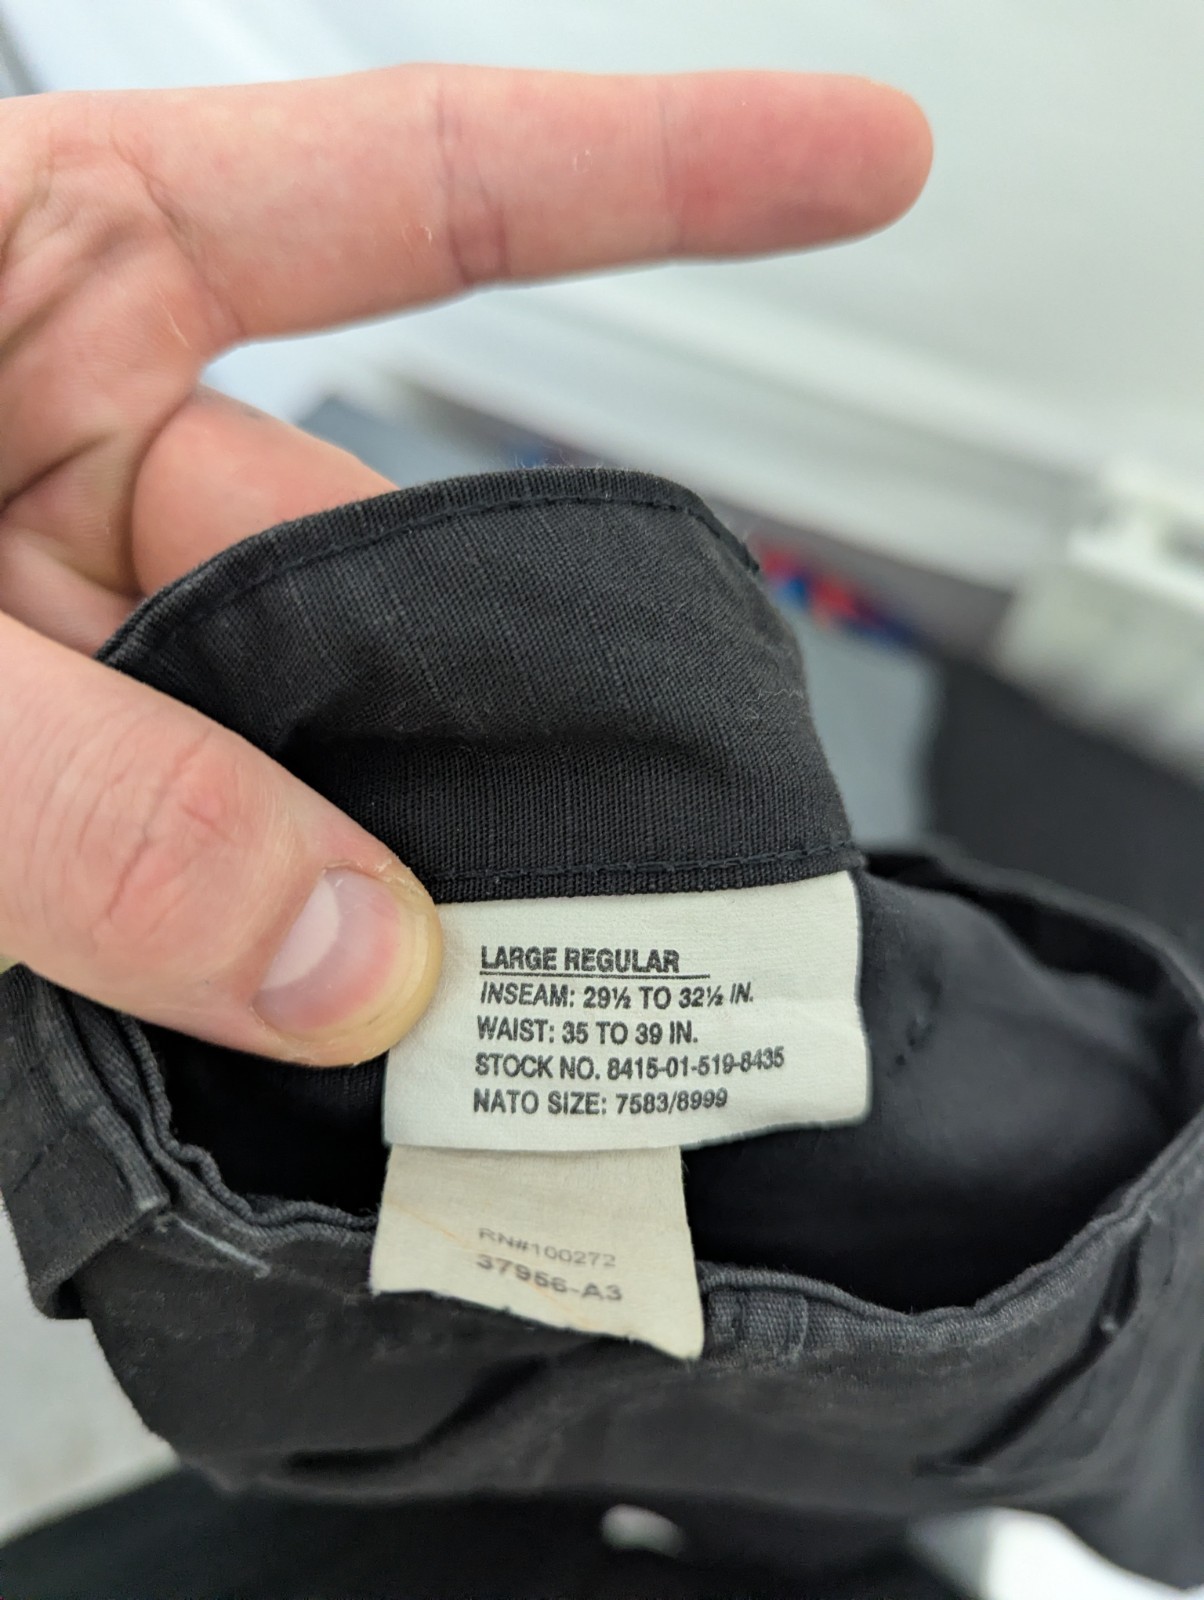 LARGE REGULAR
INSEAM: 29½ TO 32½ IN.
WAIST: 35 TO 39 IN.
STOCK NO. 8415-01-519-8435
NATO SIZE: 7583/8999
RN#100272
37956-A3